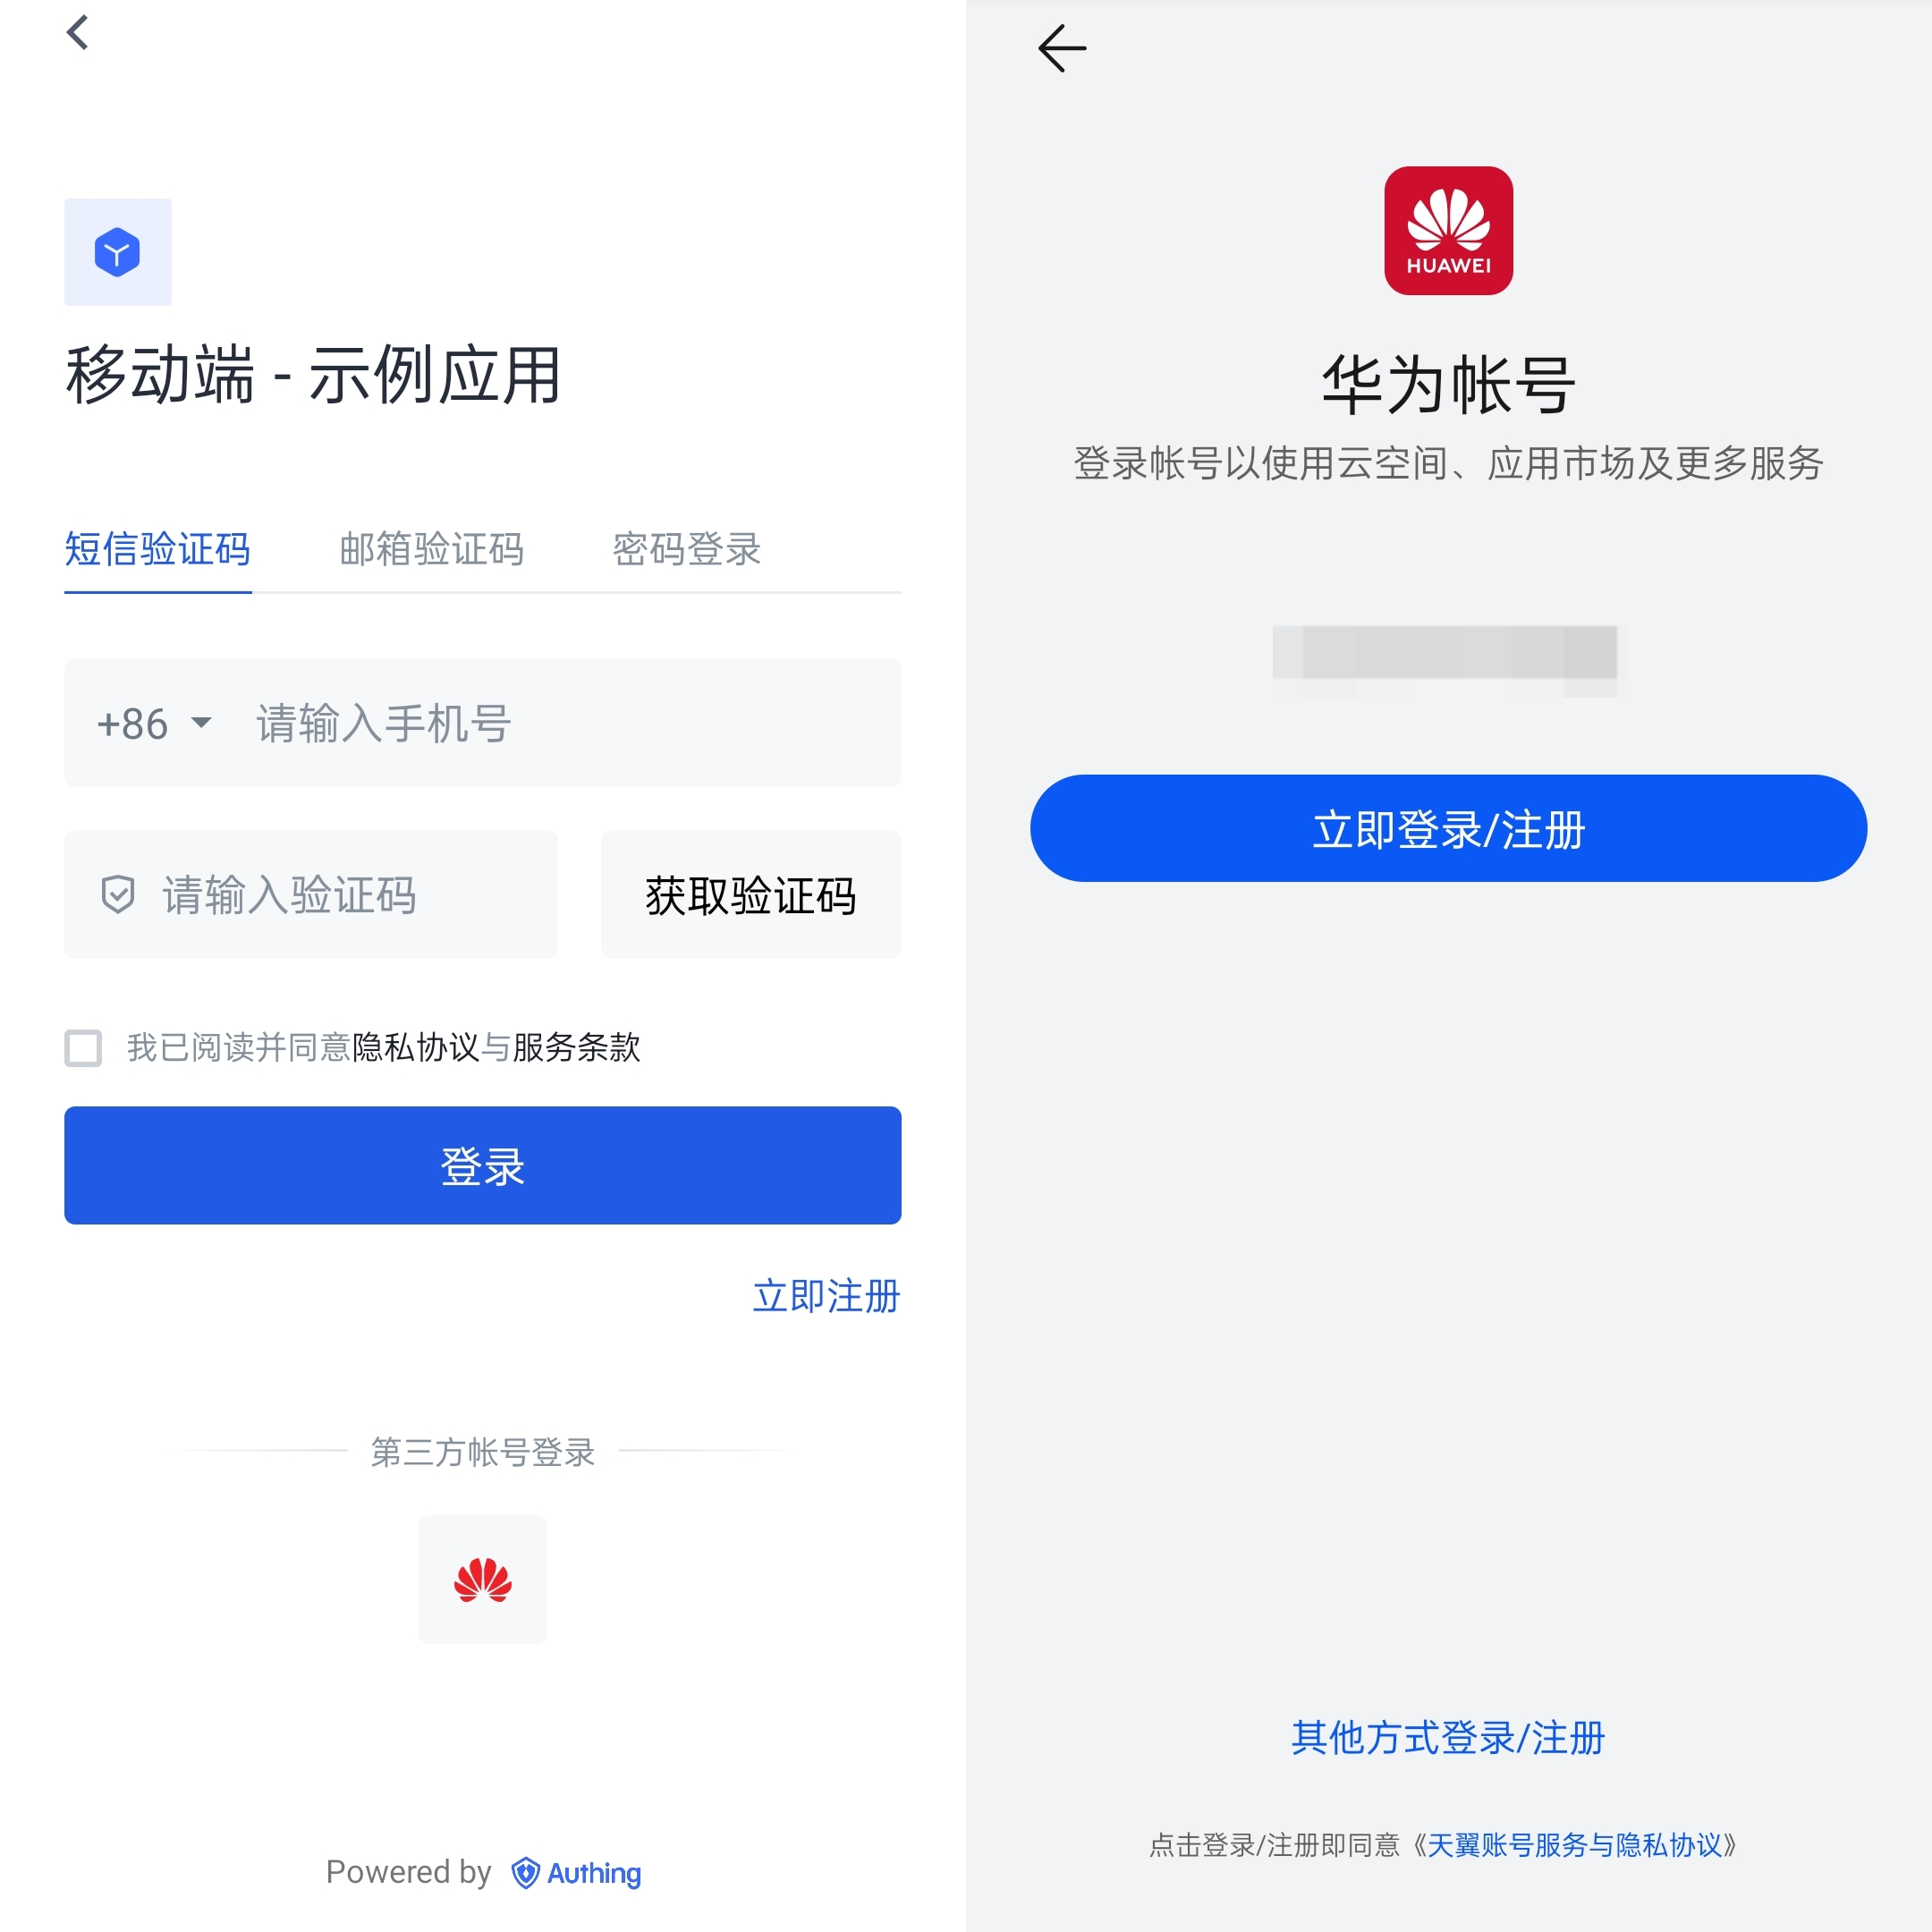 移动端 - 示例应用
短信验证码 邮箱验证码 密码登录
+86 请输入手机号
请输入验证码 获取验证码
我已阅读并同意隐私协议与服务条款
登录
立即注册
第三方帐号登录
Powered by Authing
HUAWEI
华为帐号
登录帐号以使用云空间、应用市场及更多服务
立即登录/注册
其他方式登录/注册
点击登录/注册即同意《天翼账号服务与隐私协议》